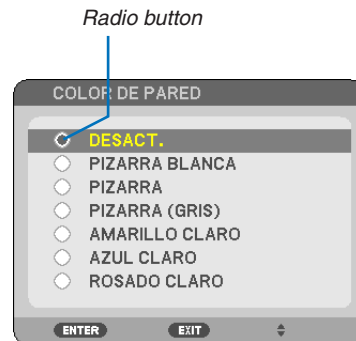 Radio button
COLOR DE PARED
DESACT.
PIZARRA BLANCA
PIZARRA
PIZARRA (GRIS)
AMARILLO CLARO
AZUL CLARO
ROSADO CLARO
ENTER EXIT